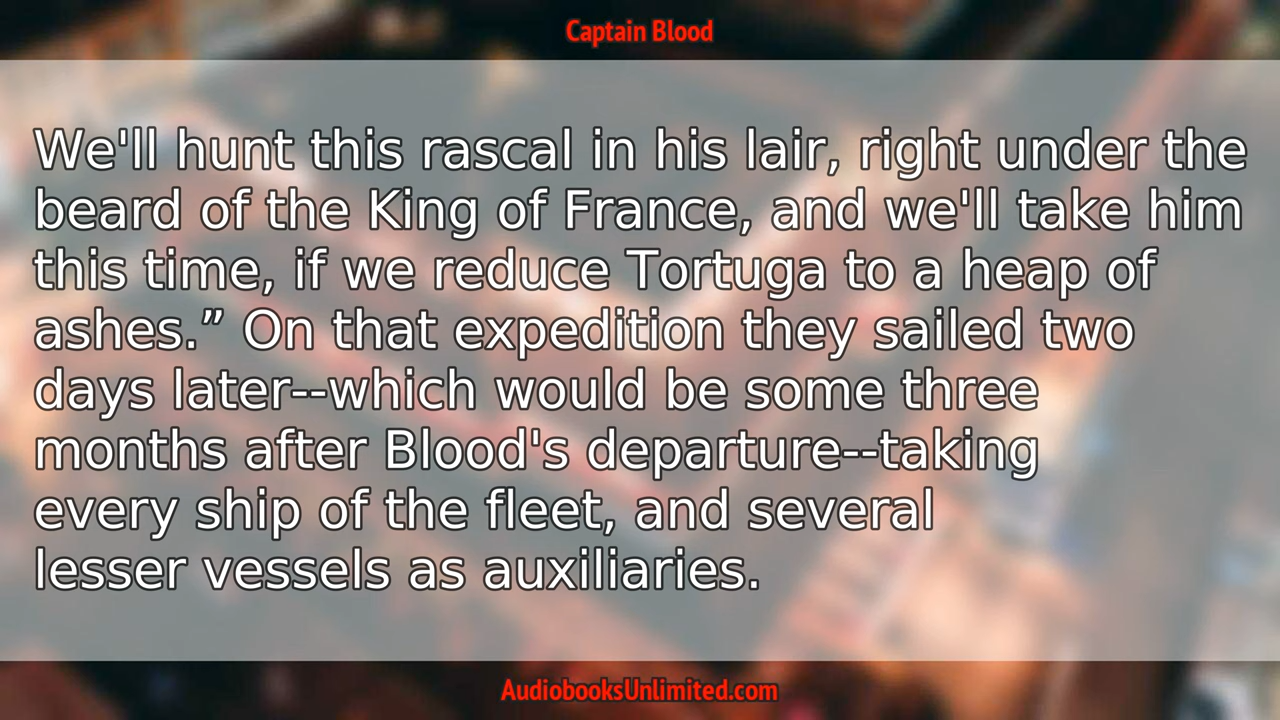 Captain Blood
We'll hunt this rascal in his lair, right under the
beard of the King of France, and we'll take him
this time, if we reduce Tortuga to a heap of
ashes.” On that expedition they sailed two
days later--which would be some three
months after Blood's departure--taking
every ship of the fleet, and several
lesser vessels as auxiliaries.
AudiobooksUnlimited.com